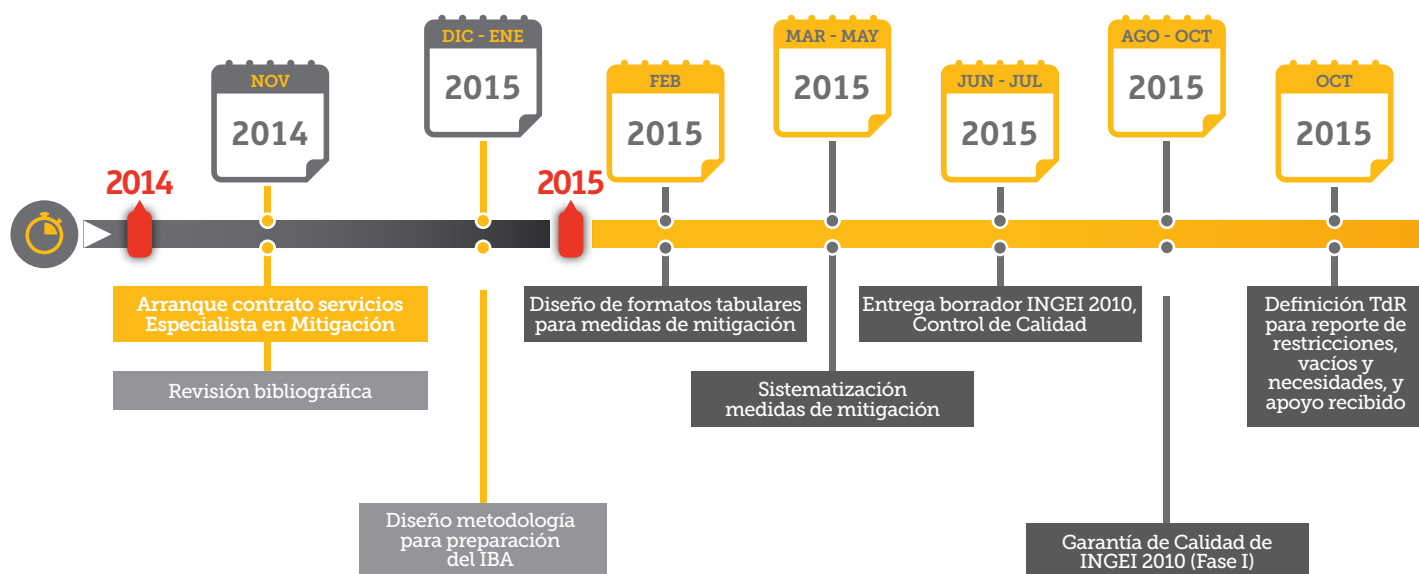 NOV
2014
DIC - ENE
2015
FEB
2015
MAR - MAY
2015
JUN - JUL
2015
AGO - OCT
2015
OCT
2015
2014
2015
Arranque contrato servicios
Especialista en Mitigación
Revisión bibliográfica
Diseño metodología
para preparación
del IBA
Diseño de formatos tabulares
para medidas de mitigación
Sistematización
medidas de mitigación
Entrega borrador INGEI 2010,
Control de Calidad
Garantía de Calidad de
INGEI 2010 (Fase I)
Definición TdR
para reporte de
restricciones,
vacíos y
necesidades, y
apoyo recibido